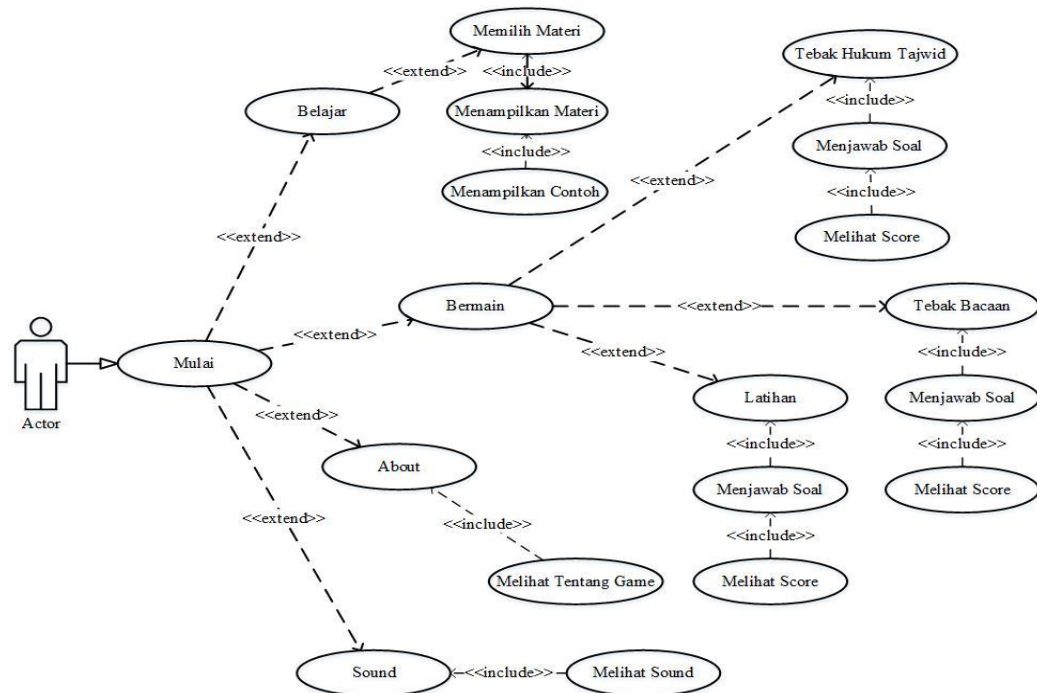 Memilih Materi
Tebak Hukum Tajwid
<<extend>>
<<include>>
Belajar
Menampilkan Materi
<<include>>
<<include>>
Menjawab Soal
Menampilkan Contoh
<<extend>>
<<include>>
<<extend>>
Melihat Score
Bermain
<<extend>>
Tebak Bacaan
<<extend>>
<<include>>
<<extend>>
Mulai
Actor
Latihan
Menjawab Soal
<<extend>>
<<include>>
<<include>>
About
Menjawab Soal
Melihat Score
<<extend>>
<<include>>
<<include>>
Melihat Tentang Game
Melihat Score
Sound
<<include>>
Melihat Sound